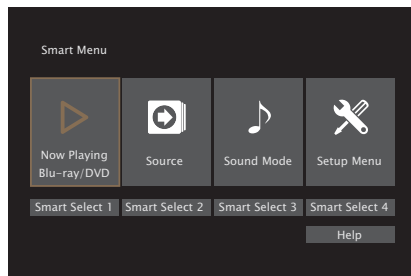 Smart Menu
Now Playing
Blu-ray/DVD
Source
Sound Mode
Setup Menu
Smart Select 1
Smart Select 2
Smart Select 3
Smart Select 4
Help